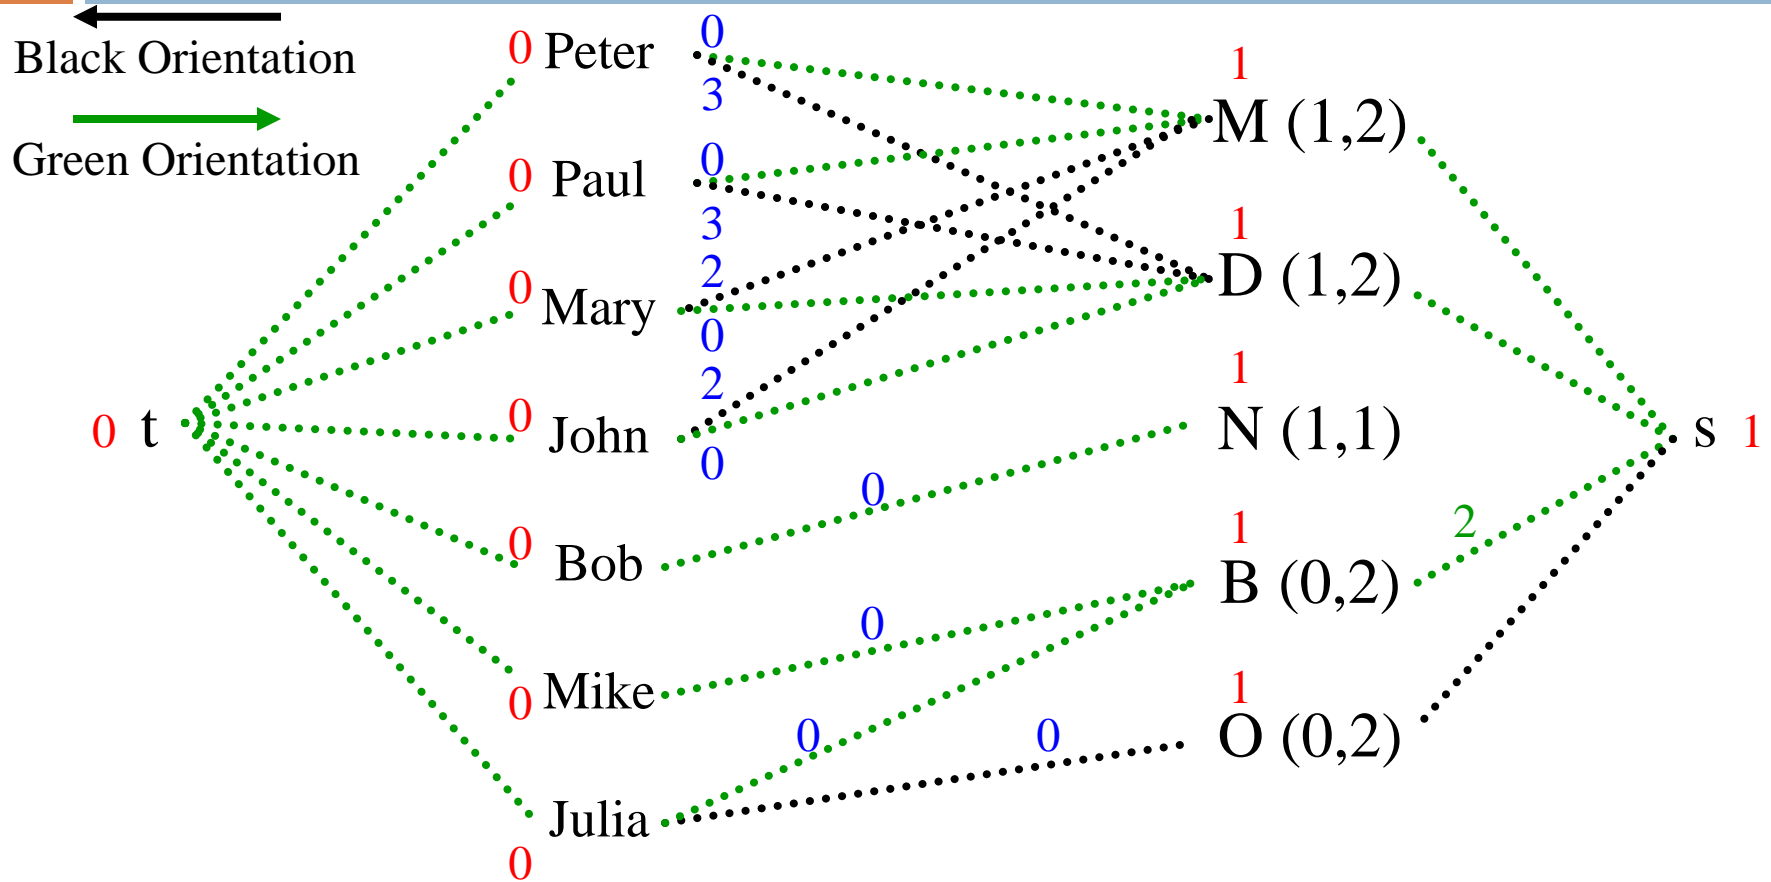 Black Orientation
Green Orientation
0 Peter
0
3
1
M (1,2)
0 Paul
0
3
1
D (1,2)
0 Mary
2
0
1
N (1,1)
0 t
0 John
2
0
s 1
0 Bob
0
1
B (0,2)
2
0 Mike
0
1
O (0,2)
0 Julia
0
0